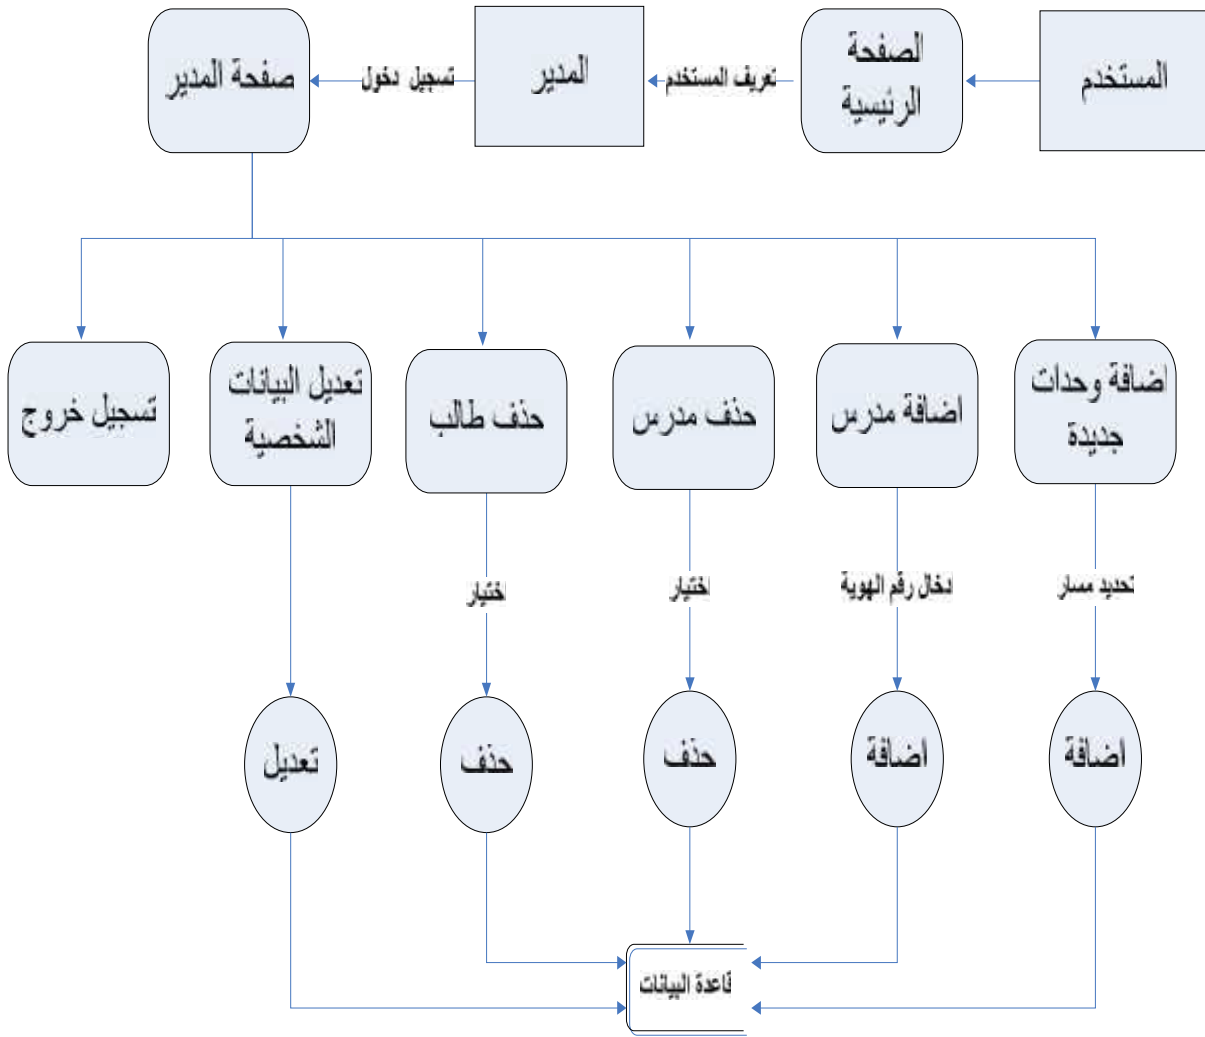 المستخدم
الصفحة
الرئيسية
تعريف المستخدم
المدير
تسجيل دخول
صفحة المدير
اضافة وحدات
جديدة
اضافة مدرس
حذف مدرس
حذف طالب
تعديل البيانات
الشخصية
تسجيل خروج
تحديد مسار
دخال رقم الهوية
ختيار
ختيار
اضافة
اضافة
حذف
حذف
تعديل
قاعدة البيانات